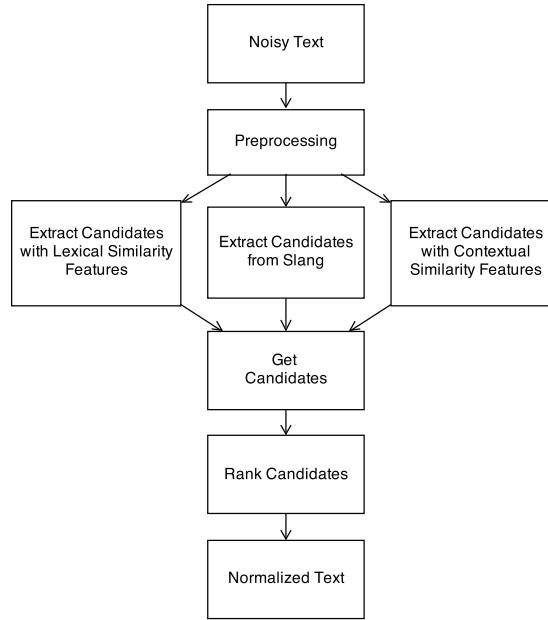 Noisy Text
Preprocessing
Extract Candidates
with Lexical Similarity
Features
Extract Candidates
from Slang
Extract Candidates
with Contextual
Similarity Features
Get
Candidates
Rank Candidates
Normalized Text